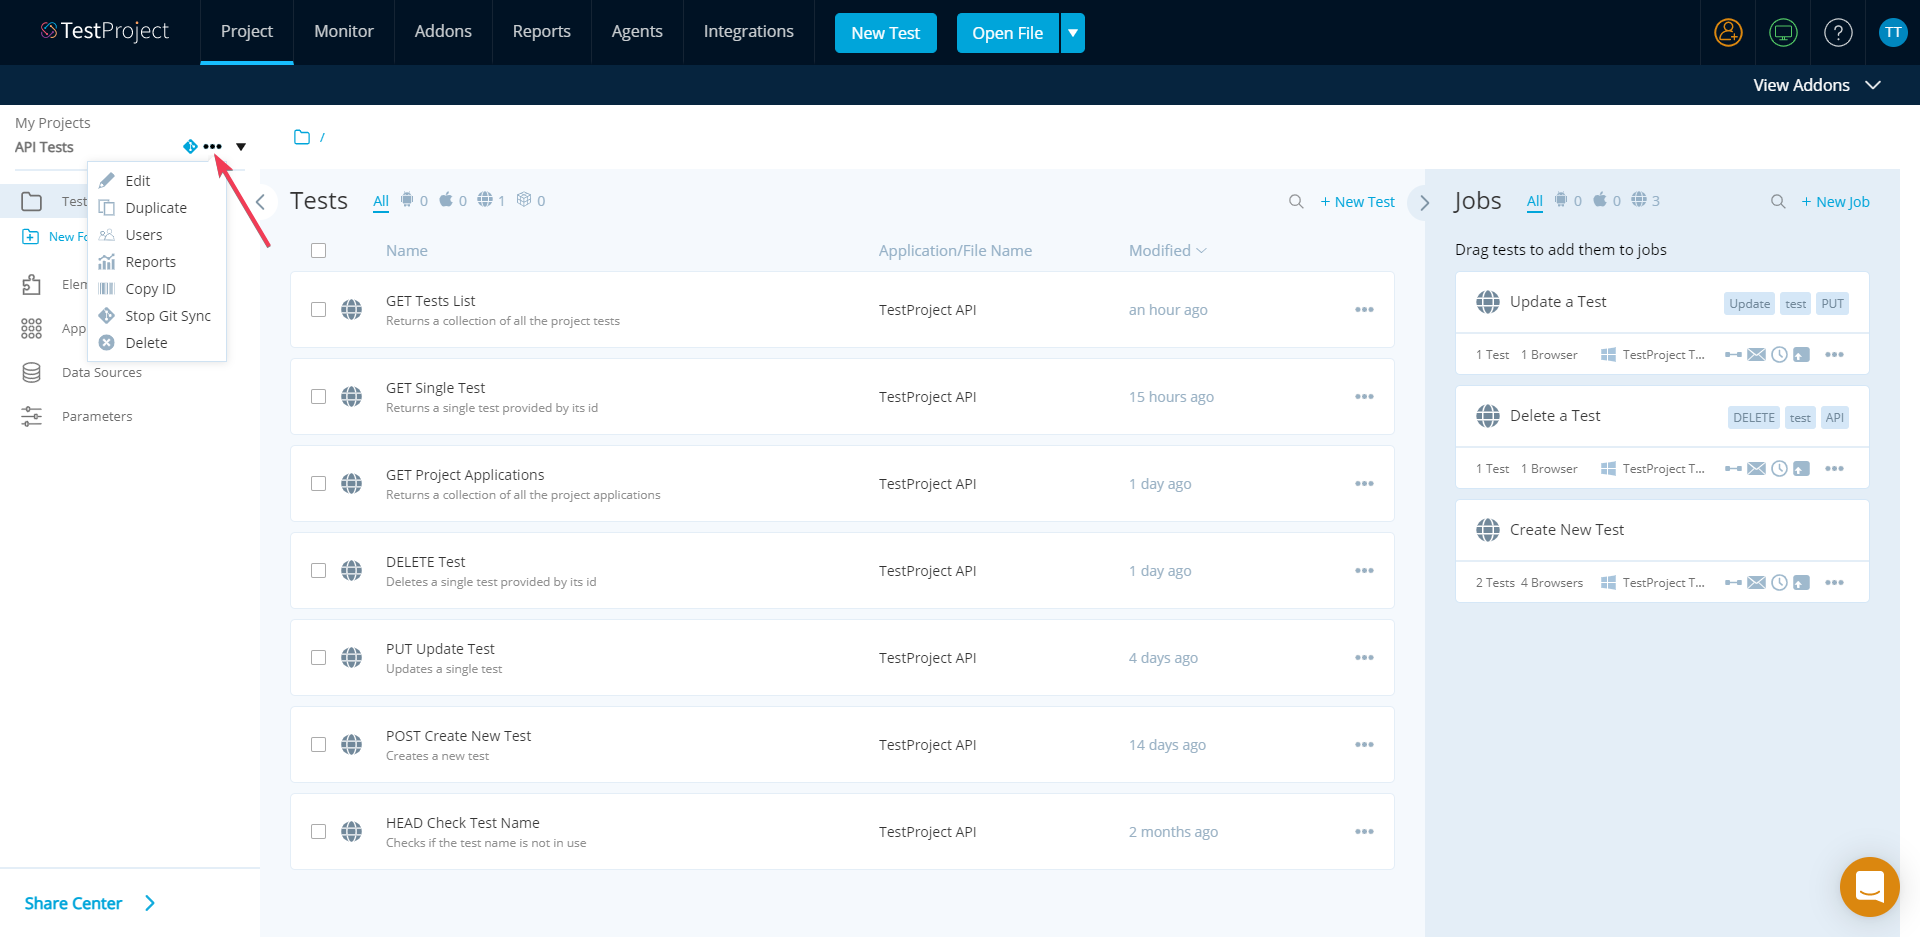 TestProject
Project
Monitor
Addons
Reports
Agents
Integrations
New Test
Open File
?
TT
View Addons
My Projects
API Tests
Edit
Duplicate
Users
Reports
Copy ID
Stop Git Sync
Delete
Test
New Fo
Elem
App
Data Sources
Parameters
Share Center
/
Tests All 0 0 1 0
+ New Test
Name Application/File Name Modified
GET Tests List
Returns a collection of all the project tests
TestProject API
an hour ago
GET Single Test
Returns a single test provided by its id
TestProject API
15 hours ago
GET Project Applications
Returns a collection of all the project applications
TestProject API
1 day ago
DELETE Test
Deletes a single test provided by its id
TestProject API
1 day ago
PUT Update Test
Updates a single test
TestProject API
4 days ago
POST Create New Test
Creates a new test
TestProject API
14 days ago
HEAD Check Test Name
Checks if the test name is not in use
TestProject API
2 months ago
Jobs All 0 0 3
+ New Job
Drag tests to add them to jobs
Update a Test
Update test PUT
1 Test 1 Browser TestProject T...
Delete a Test
DELETE test API
1 Test 1 Browser TestProject T...
Create New Test
2 Tests 4 Browsers TestProject T...